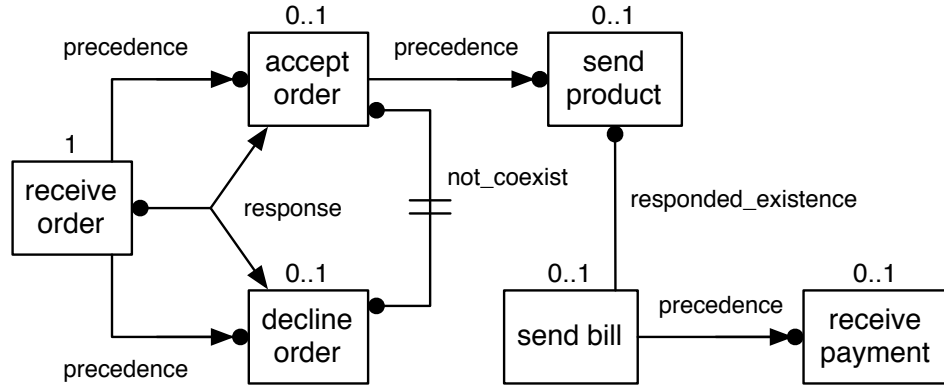 0..1
0..1
precedence
precedence
accept
order
send
product
1
receive
order
response
not_coexist
responded_existence
0..1
0..1
0..1
precedence
decline
order
send bill
receive
payment
precedence